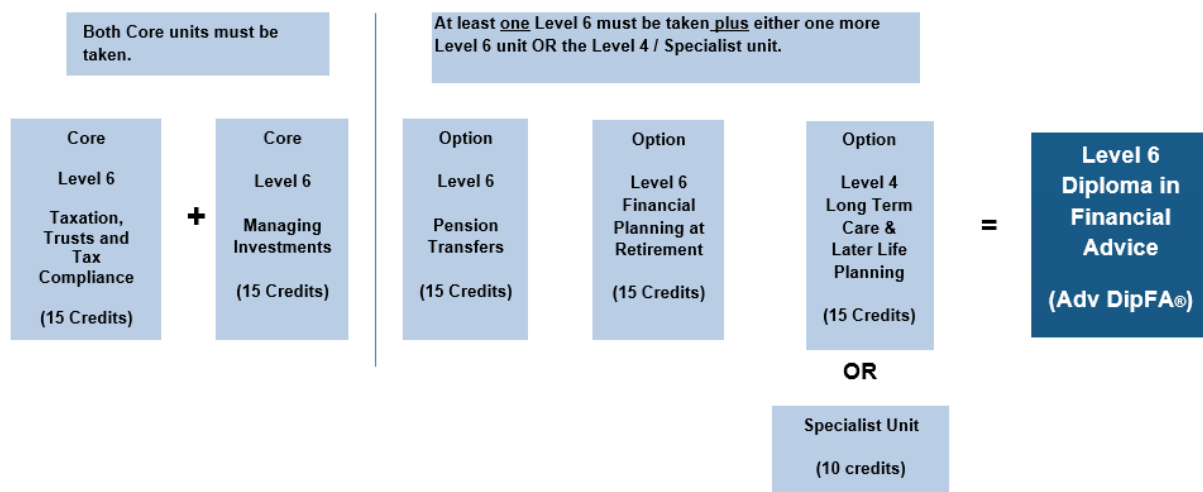 Both Core units must be
taken.
At least one Level 6 must be taken plus either one more
Level 6 unit OR the Level 4 / Specialist unit.
Core
Level 6
Taxation,
Trusts and
Tax
Compliance
(15 Credits)
+
Core
Level 6
Managing
Investments
(15 Credits)
Option
Level 6
Pension
Transfers
(15 Credits)
Option
Level 6
Financial
Planning at
Retirement
(15 Credits)
Option
Level 4
Long Term
Care &
Later Life
Planning
(15 Credits)
OR
Specialist Unit
(10 credits)
=
Level 6
Diploma in
Financial
Advice
(Adv DipFA®)